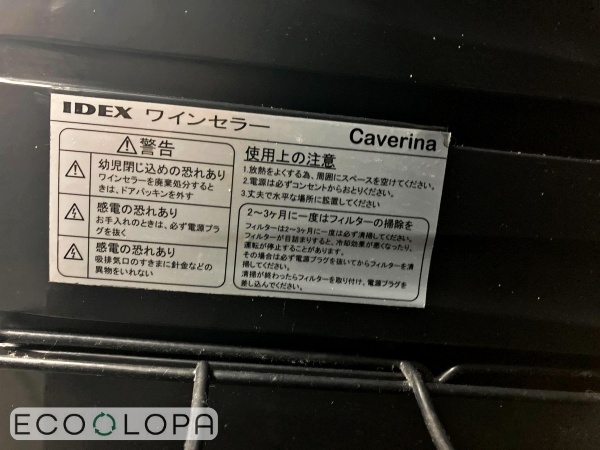 IDEX ワインセラー
Caverina
警告
幼児閉じ込めの恐れあり
ワインセラーを廃棄処分すると
きは、ドアパッキンを外す
感電の恐れあり
お手入れのときは、必ず電源プラ
グを抜く
感電の恐れあり
吸排気口のすきまに針金などの
異物をいれない
使用上の注意
1.放熱をよくする為、周囲にスペースを空けてください。
2.電源は必ずコンセントからおとりください。
3.丈夫で水平な場所に設置してください
2〜3ヶ月に一度はフィルターの掃除を
フィルターは2〜3ヶ月に一度は必ず清掃してください。
フィルターが目詰まりすると、冷却効果が悪くなったり、
運転が停止することがあります。
その場合は必ず電源プラグを抜いてからフィルターを清
掃してください。
清掃が終わったらフィルターを取り付け、電源プラグを
差し込んでください。
ECOLOPA